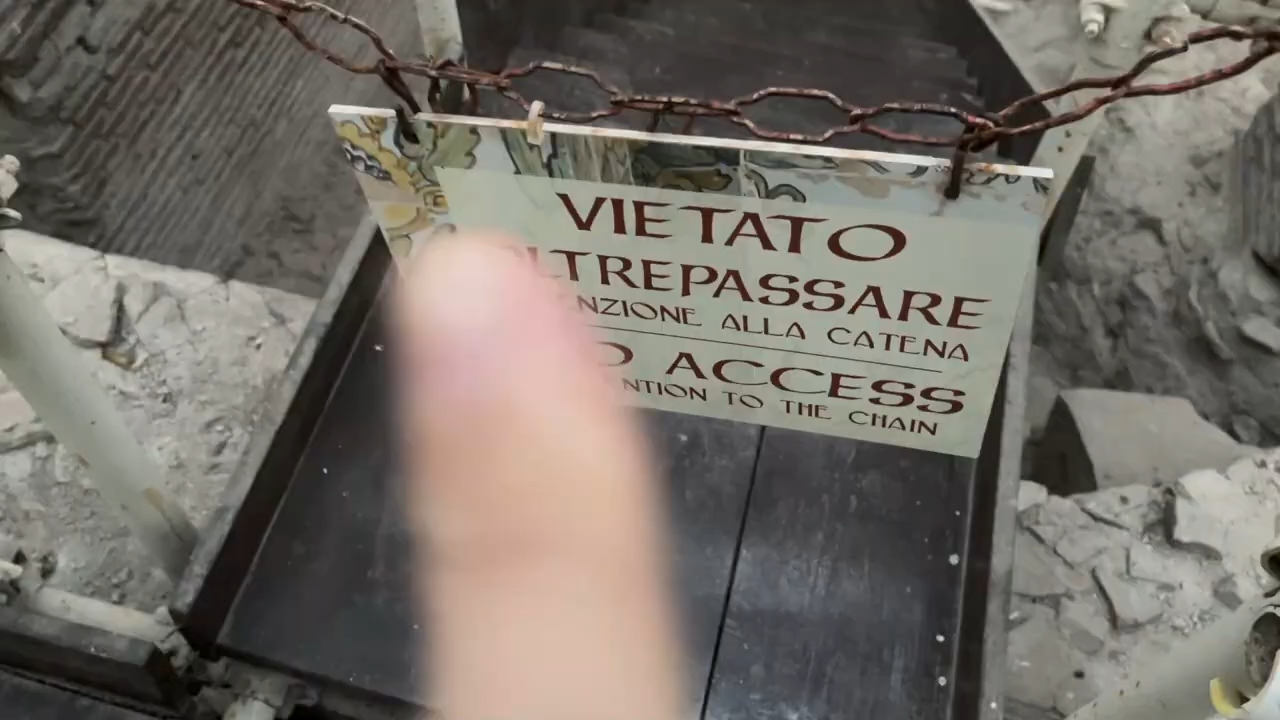 VIETATO
LTREPASSARE
NZIONE ALLA CATENA
O ACCESS
NTION TO THE CHAIN